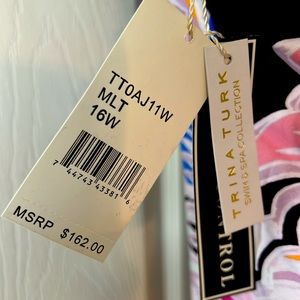 TT0AJ11W
MLT
16W
7 44743 43381 6
MSRP $162.00
TRINA TURK
SWIM & SPA COLLECTION